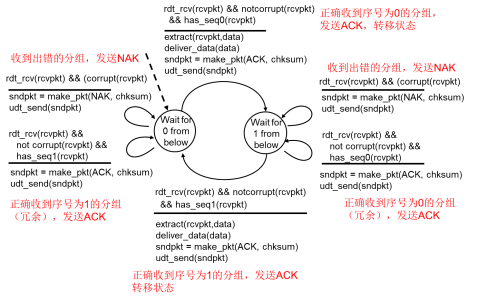 rdt_rcv(rcvpkt) && notcorrupt(rcvpkt)
&& has_seq0(rcvpkt)
extract(rcvpkt,data)
deliver_data(data)
sndpkt = make_pkt(ACK, chksum)
udt_send(sndpkt)
正确收到序号为0的分组，
发送ACK，转移状态
收到出错的分组，发送NAK
rdt_rcv(rcvpkt) && (corrupt(rcvpkt)
sndpkt = make_pkt(NAK, chksum)
udt_send(sndpkt)
rdt_rcv(rcvpkt) &&
not corrupt(rcvpkt) &&
has_seq1(rcvpkt)
sndpkt = make_pkt(ACK, chksum)
udt_send(sndpkt)
正确收到序号为1的分组
（冗余），发送ACK
Wait for
0 from
below
Wait for
1 from
below
收到出错的分组，发送NAK
rdt_rcv(rcvpkt) && (corrupt(rcvpkt)
sndpkt = make_pkt(NAK, chksum)
udt_send(sndpkt)
rdt_rcv(rcvpkt) &&
not corrupt(rcvpkt) &&
has_seq0(rcvpkt)
sndpkt = make_pkt(ACK, chksum)
udt_send(sndpkt)
正确收到序号为0的分组
（冗余），发送ACK
rdt_rcv(rcvpkt) && notcorrupt(rcvpkt)
&& has_seq1(rcvpkt)
extract(rcvpkt,data)
deliver_data(data)
sndpkt = make_pkt(ACK, chksum)
udt_send(sndpkt)
正确收到序号为1的分组，发送ACK
转移状态